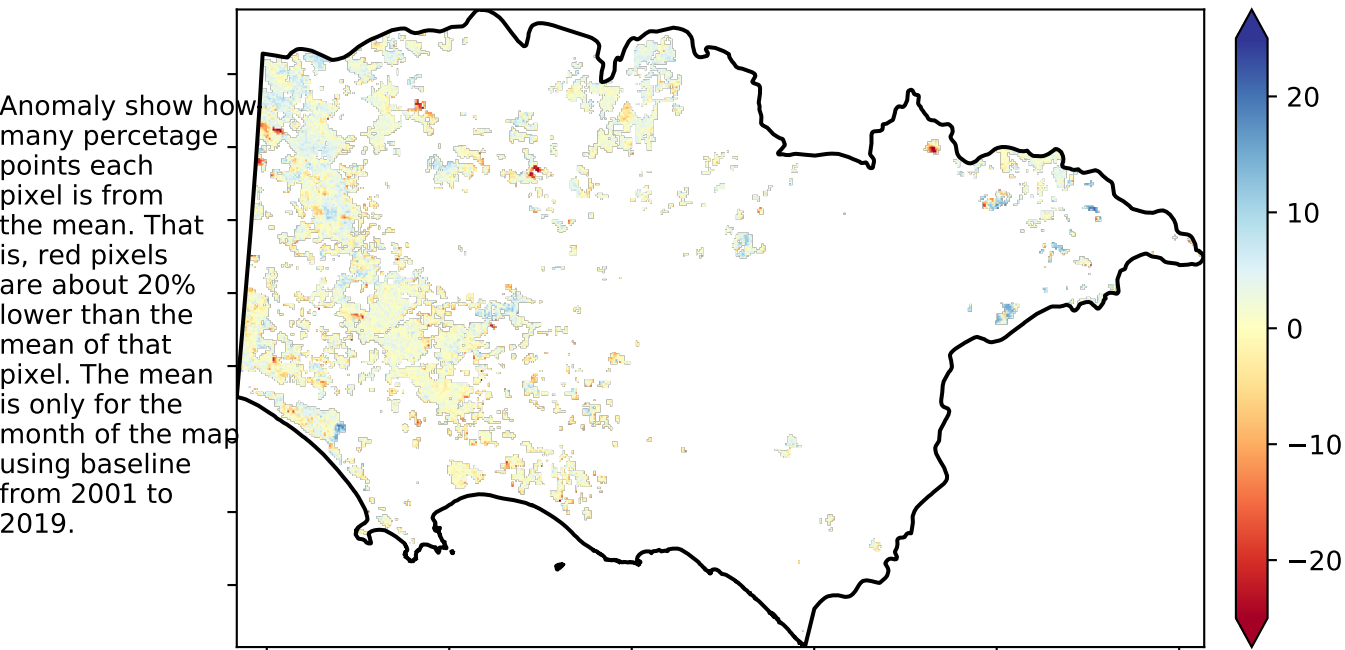 Anomaly show how
many percetage
points each
pixel is from
the mean. That
is, red pixels
are about 20%
lower than the
mean of that
pixel. The mean
is only for the
month of the map
using baseline
from 2001 to
2019.
20
10
0
−10
−20